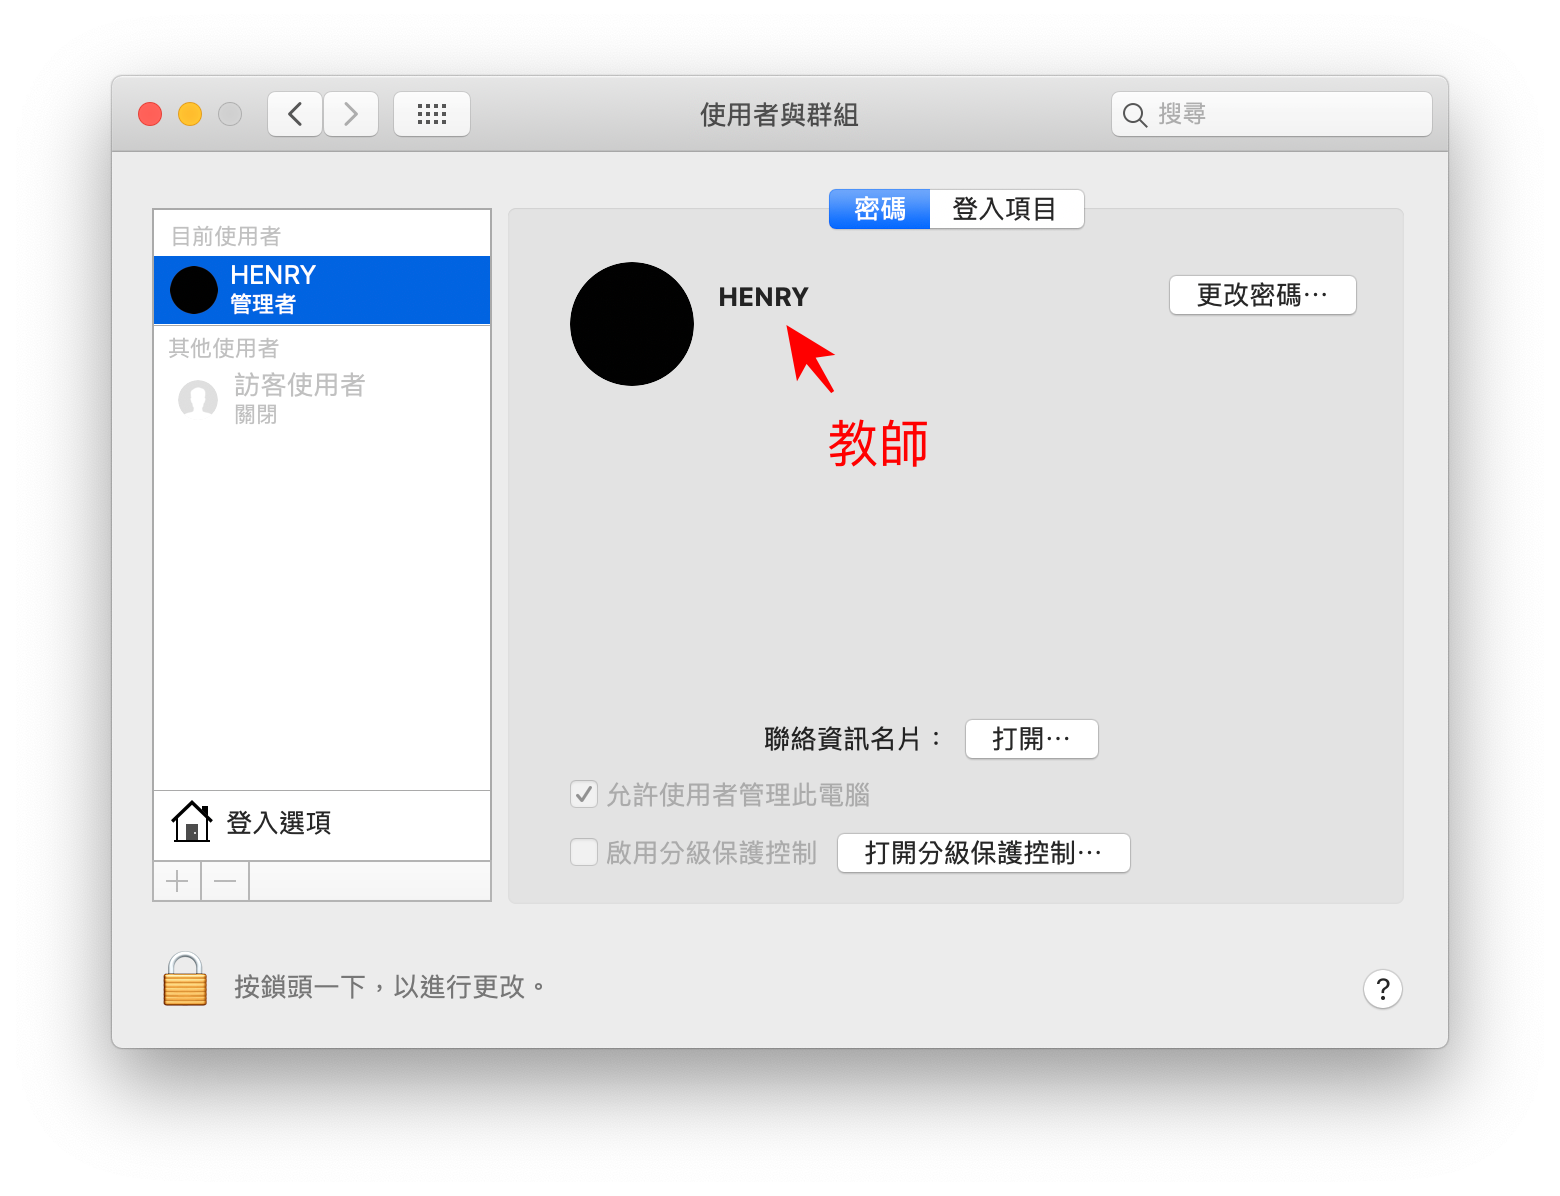 使用者與群組
搜尋
密碼
登入項目
目前使用者
HENRY
管理者
其他使用者
訪客使用者
關閉
登入選項
HENRY
更改密碼⋯
教師
聯絡資訊名片：
打開⋯
允許使用者管理此電腦
啟用分級保護控制
打開分級保護控制⋯
按鎖頭一下，以進行更改。
?